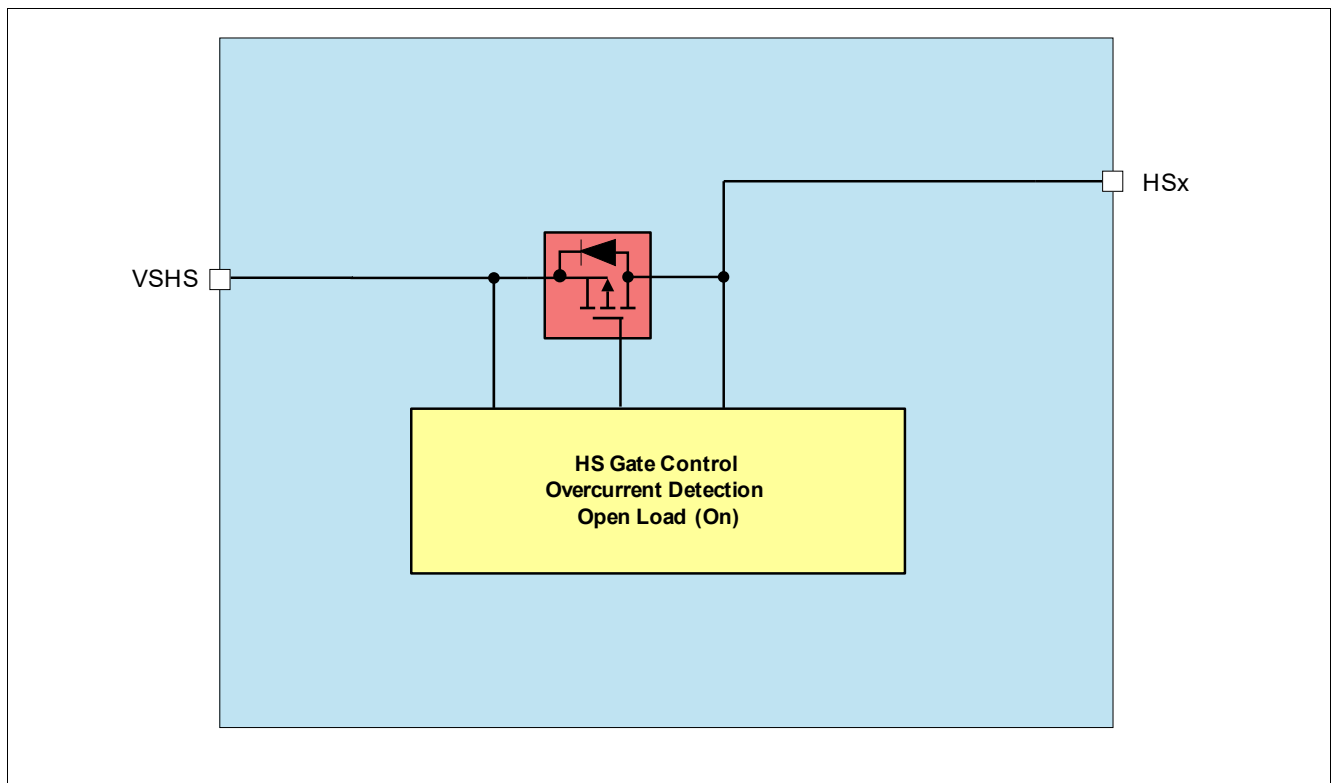 HSx
VSHS
HS Gate Control
Overcurrent Detection
Open Load (On)